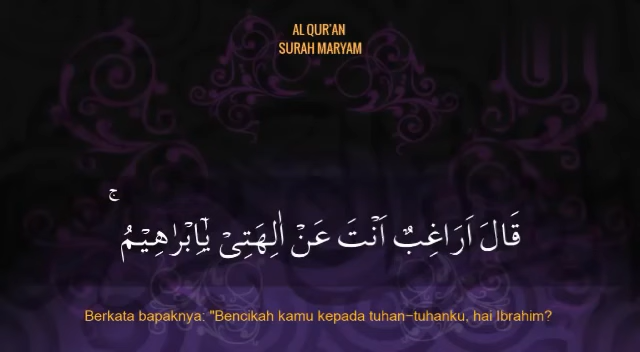 AL QUR'AN
SURAH MARYAM
قَالَ اَرَاغِبٌ اَنْتَ عَنْ اٰلِهَتِيْ يٰٓاِبْرٰهِيْمُ ۚ
Berkata bapaknya: "Bencikah kamu kepada tuhan-tuhanku, hai Ibrahim?